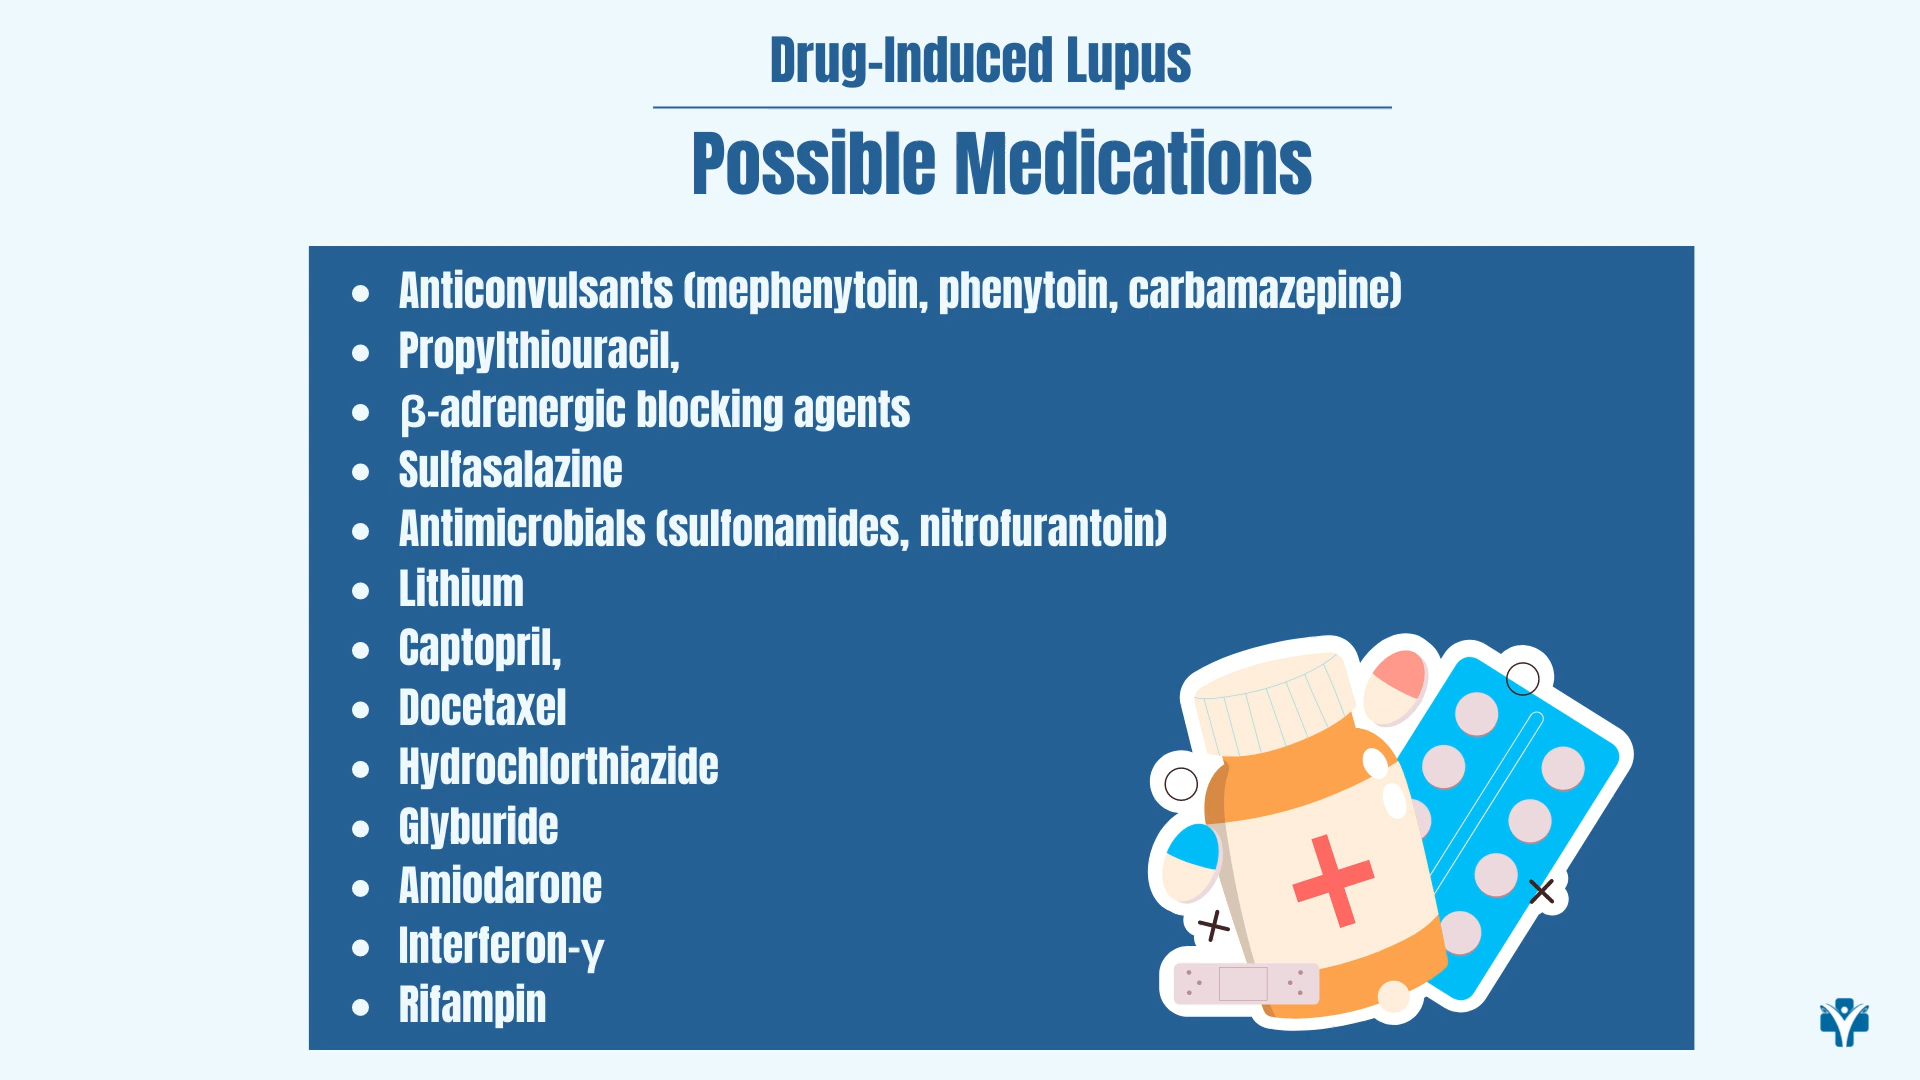 Drug-Induced Lupus
Possible Medications
• Anticonvulsants (mephenytoin, phenytoin, carbamazepine)
• Propylthiouracil,
• β-adrenergic blocking agents
• Sulfasalazine
• Antimicrobials (sulfonamides, nitrofurantoin)
• Lithium
• Captopril,
• Docetaxel
• Hydrochlorthiazide
• Glyburide
• Amiodarone
• Interferon-γ
• Rifampin